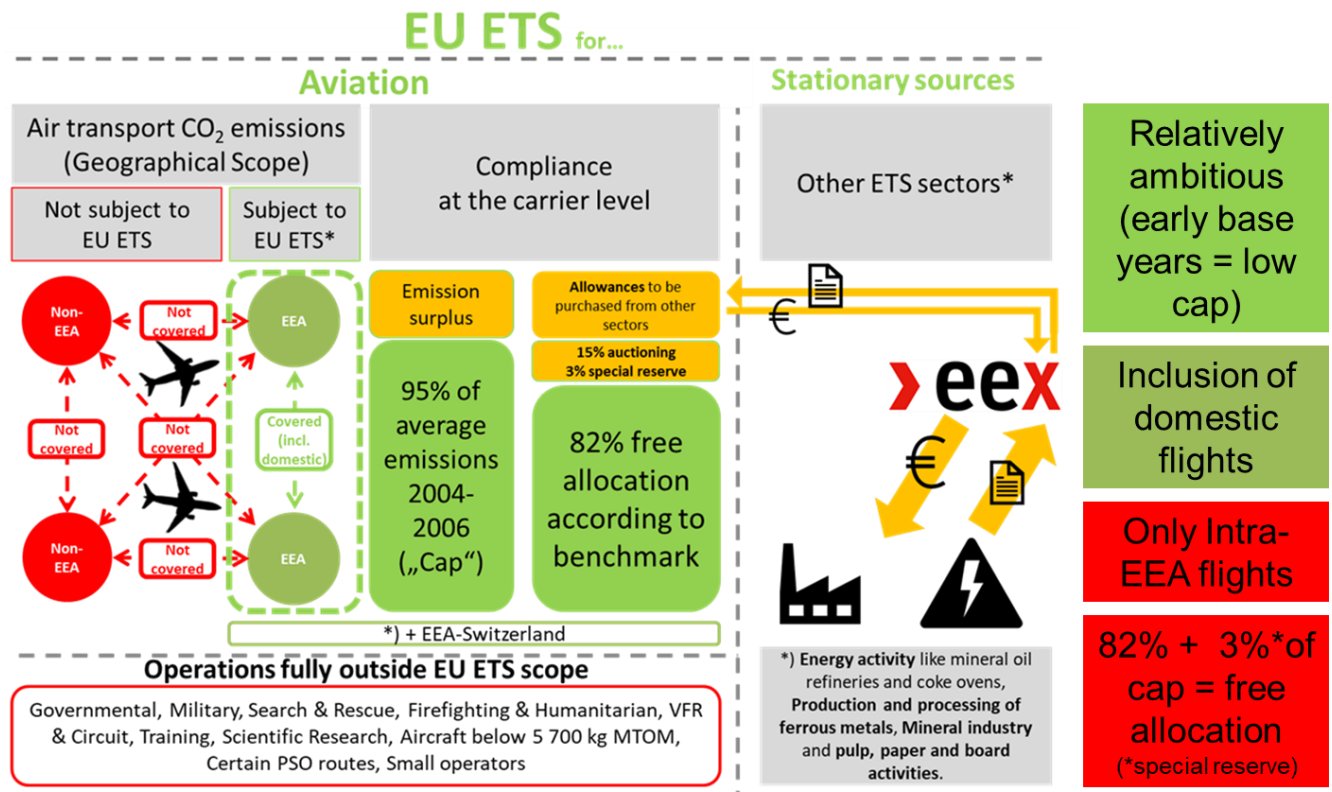 EU ETS for...
Aviation
Stationary sources
Air transport CO₂ emissions
(Geographical Scope)
Not subject to
EU ETS
Subject to
EU ETS*
Compliance
at the carrier level
Other ETS sectors*
Non-
EEA
Not
covered
EEA
Not
covered
Not
covered
Covered
(incl.
domestic)
Non-
EEA
Not
covered
EEA
Emission
surplus
95% of
average
emissions
2004-
2006
(„Cap“)
Allowances to be
purchased from other
sectors
15% auctioning
3% special reserve
82% free
allocation
according to
benchmark
*) + EEA-Switzerland
€
eex
€
Operations fully outside EU ETS scope
Governmental, Military, Search & Rescue, Firefighting & Humanitarian, VFR
& Circuit, Training, Scientific Research, Aircraft below 5 700 kg MTOM,
Certain PSO routes, Small operators
*) Energy activity like mineral oil
refineries and coke ovens,
Production and processing of
ferrous metals, Mineral industry
and pulp, paper and board
activities.
Relatively
ambitious
(early base
years = low
cap)
Inclusion of
domestic
flights
Only Intra-
EEA flights
82% + 3%*of
cap = free
allocation
(*special reserve)